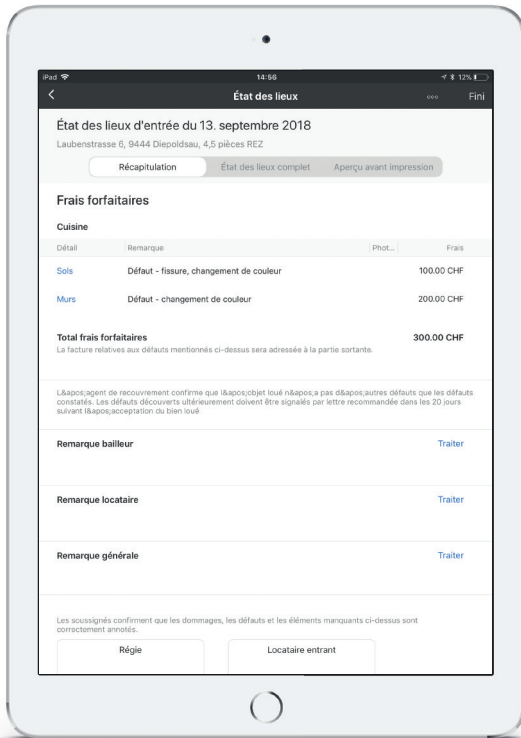 iPad 14:56 12%
État des lieux ooo Fini
État des lieux d'entrée du 13. septembre 2018
Laubenstrasse 6, 9444 Diepoldsau, 4,5 pièces REZ
Récapitulation État des lieux complet Aperçu avant impression
Frais forfaitaires
Cuisine
Détail Remarque Phot... Frais
Sols Défaut - fissure, changement de couleur 100.00 CHF
Murs Défaut - changement de couleur 200.00 CHF
Total frais forfaitaires 300.00 CHF
La facture relatives aux défauts mentionnés ci-dessus sera adressée à la partie sortante.
L&apos;agent de recouvrement confirme que l&apos;objet loué n&apos;a pas d&apos;autres défauts que les défauts
constatés. Les défauts découverts ultérieurement doivent être signalés par lettre recommandée dans les 20 jours
suivant l&apos;acceptation du bien loué
Remarque bailleur Traiter
Remarque locataire Traiter
Remarque générale Traiter
Les soussignés confirment que les dommages, les défauts et les éléments manquants ci-dessus sont
correctement annotés.
Régie Locataire entrant